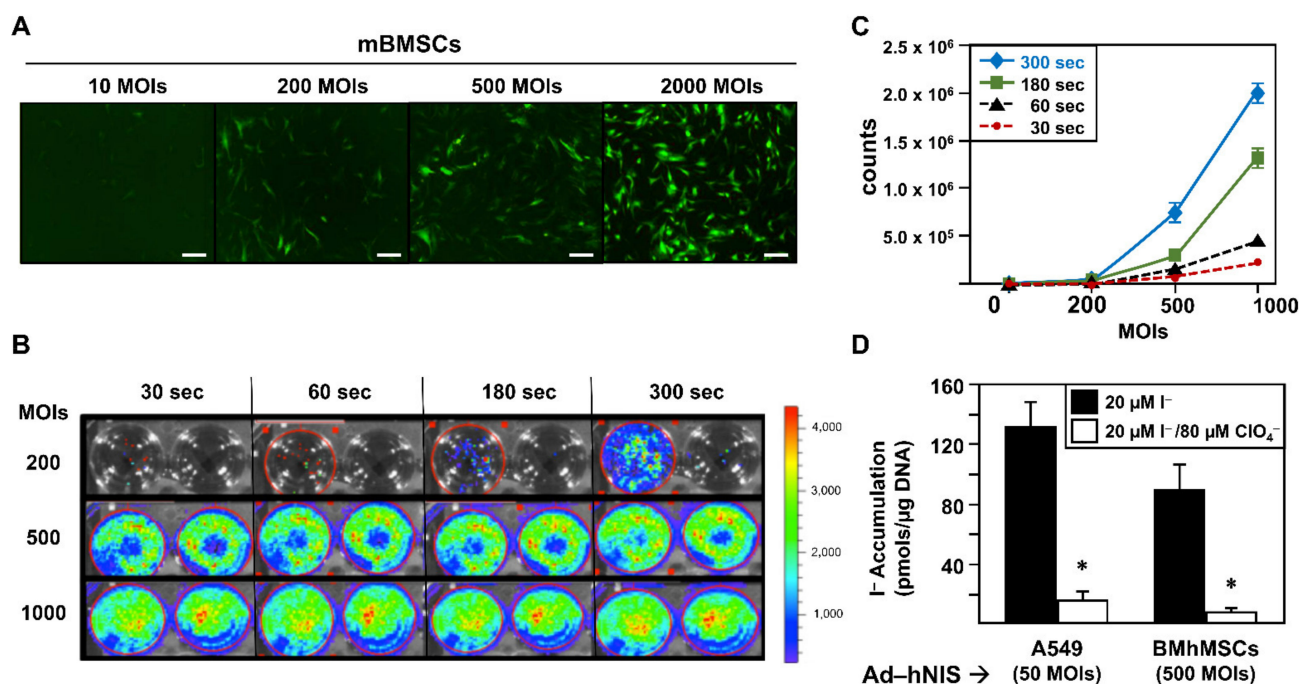 A
mBMSCs
10 MOIs 200 MOIs 500 MOIs 2000 MOIs
B
30 sec 60 sec 180 sec 300 sec
MOIs
200
500
1000
4,000
3,000
2,000
1,000
C
2.5 x 10⁶
2.0 x 10⁶
1.5 x 10⁶
1.0 x 10⁶
5.0 x 10⁵
counts
300 sec
180 sec
60 sec
30 sec
0 200 500 1000
MOIs
D
160
120
80
40
I⁻ Accumulation
(pmols/µg DNA)
20 µM I⁻
20 µM I⁻/80 µM ClO₄⁻
* *
A549 BMhMSCs
Ad–hNIS → (50 MOIs) (500 MOIs)